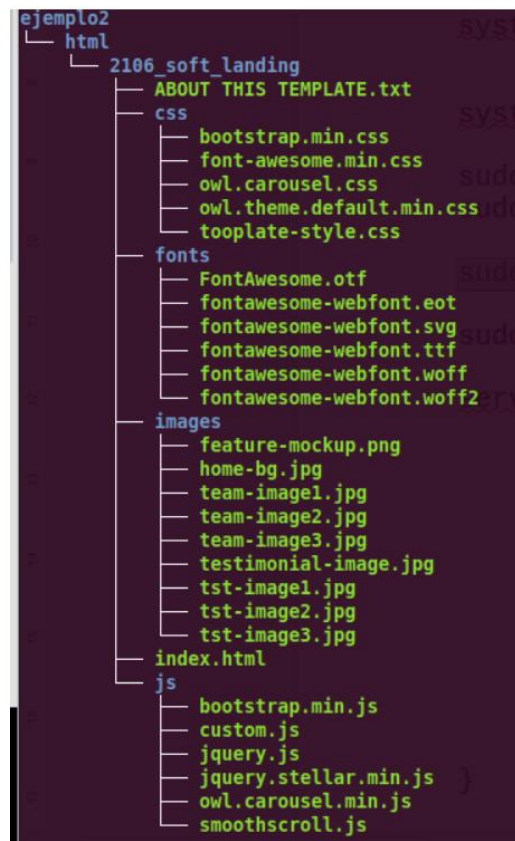 ejemplo2
└── html
    └── 2106_soft_landing
        ├── ABOUT THIS TEMPLATE.txt
        ├── css
        │   ├── bootstrap.min.css
        │   ├── font-awesome.min.css
        │   ├── owl.carousel.css
        │   ├── owl.theme.default.min.css
        │   └── tooplate-style.css
        ├── fonts
        │   ├── FontAwesome.otf
        │   ├── fontawesome-webfont.eot
        │   ├── fontawesome-webfont.svg
        │   ├── fontawesome-webfont.ttf
        │   ├── fontawesome-webfont.woff
        │   └── fontawesome-webfont.woff2
        ├── images
        │   ├── feature-mockup.png
        │   ├── home-bg.jpg
        │   ├── team-image1.jpg
        │   ├── team-image2.jpg
        │   ├── team-image3.jpg
        │   ├── testimonial-image.jpg
        │   ├── tst-image1.jpg
        │   ├── tst-image2.jpg
        │   └── tst-image3.jpg
        ├── index.html
        └── js
            ├── bootstrap.min.js
            ├── custom.js
            ├── jquery.js
            ├── jquery.stellar.min.js
            ├── owl.carousel.min.js
            └── smoothscroll.js